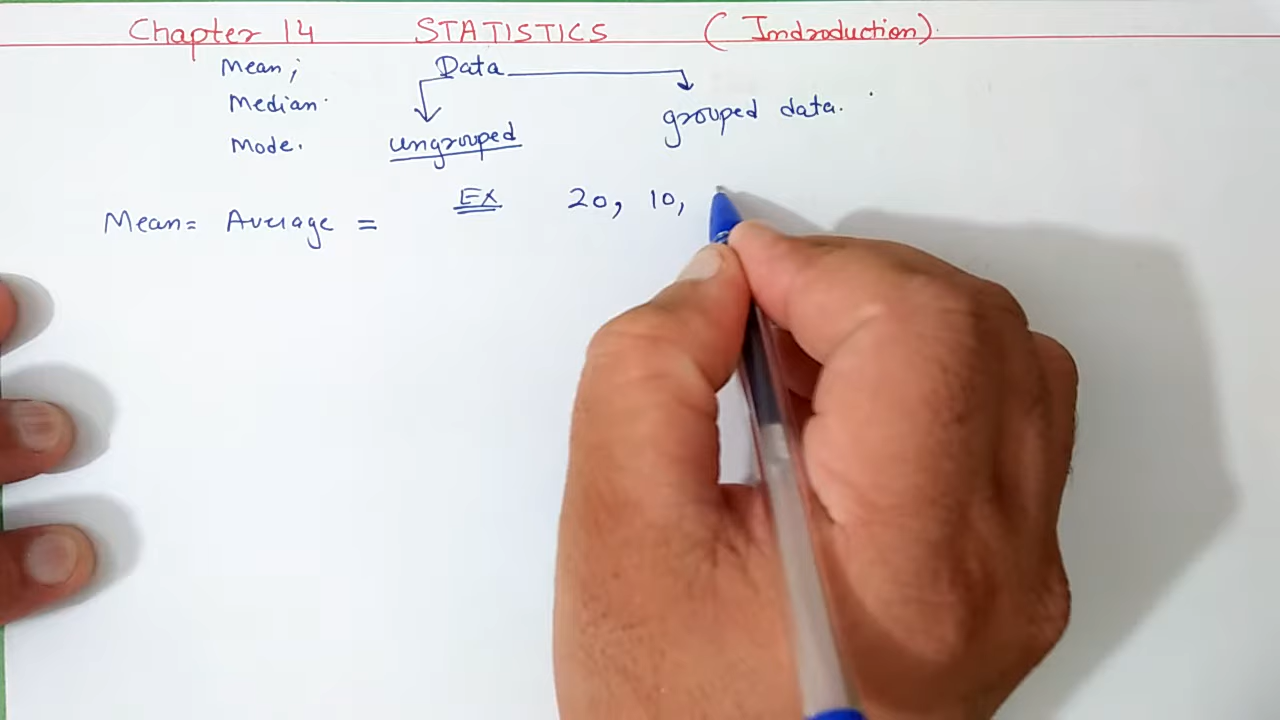 Chapter 14 STATISTICS (Indroduction).
Mean; Data
Median. grouped data.
Mode. ungrouped
EX 20, 10,
Mean= Average =